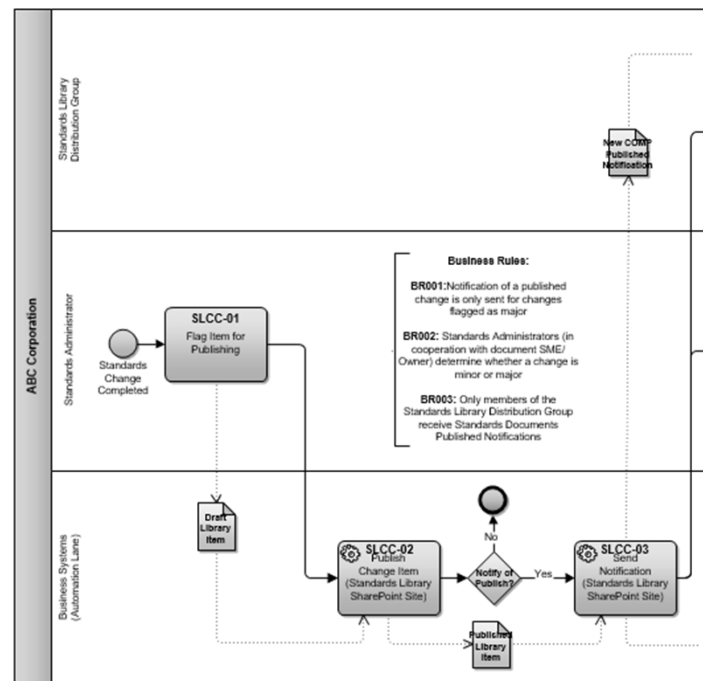 ABC Corporation
Standards Library
Distribution Group
New COMP
Published
Notification
Standards Administrator
Standards
Change
Completed
SLCC-01
Flag Item for
Publishing
Business Rules:
BR001:Notification of a published
change is only sent for changes
flagged as major
BR002: Standards Administrators (in
cooperation with document SME/
Owner) determine whether a change is
minor or major
BR003: Only members of the
Standards Library Distribution Group
receive Standards Documents
Published Notifications
Business Systems
(Automation Lane)
Draft
Library
Item
SLCC-02
Publish
Change Item
(Standards Library
SharePoint Site)
No
Notify of
Publish?
Yes
SLCC-03
Send
Notification
(Standards Library
SharePoint Site)
Published
Library
Item